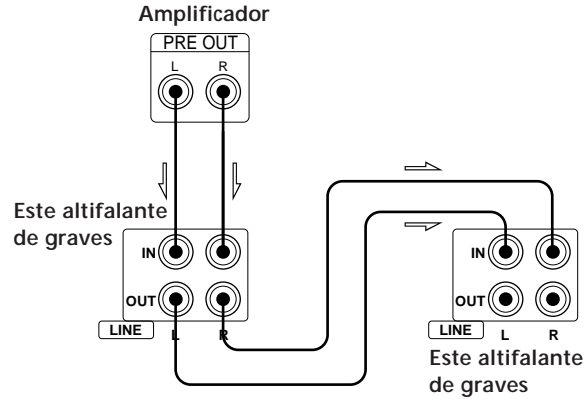 Amplificador
PRE OUT
L R
Este altifalante
de graves
IN
OUT
LINE L R
IN
OUT
LINE L R
Este altifalante
de graves